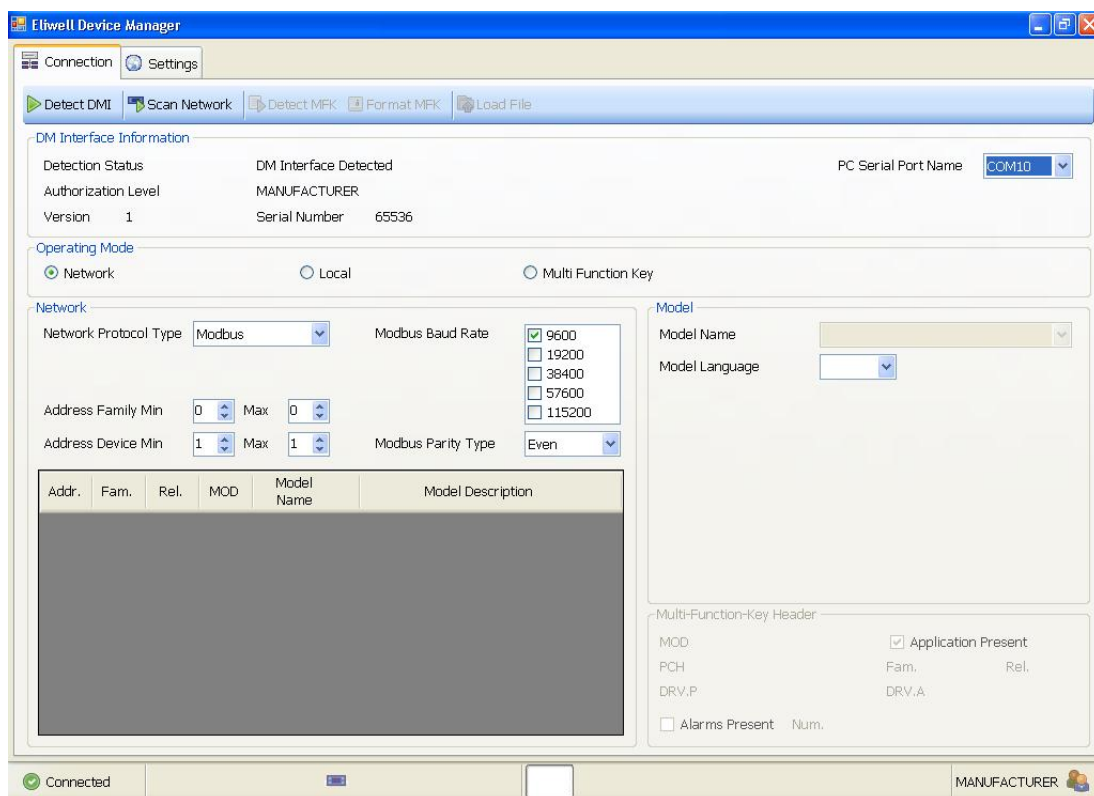 Eliwell Device Manager
Connection Settings
Detect DMI Scan Network Detect MFK Format MFK Load File
DM Interface Information
Detection Status DM Interface Detected PC Serial Port Name COM10
Authorization Level MANUFACTURER
Version 1 Serial Number 65536
Operating Mode
Network Local Multi Function Key
Network
Network Protocol Type Modbus Modbus Baud Rate 9600
19200
38400
57600
115200
Address Family Min 0 Max 0
Address Device Min 1 Max 1 Modbus Parity Type Even
Addr. Fam. Rel. MOD Model Name Model Description
Model
Model Name
Model Language
Multi-Function-Key Header
MOD Application Present
PCH Fam. Rel.
DRV.P DRV.A
Alarms Present Num.
Connected MANUFACTURER